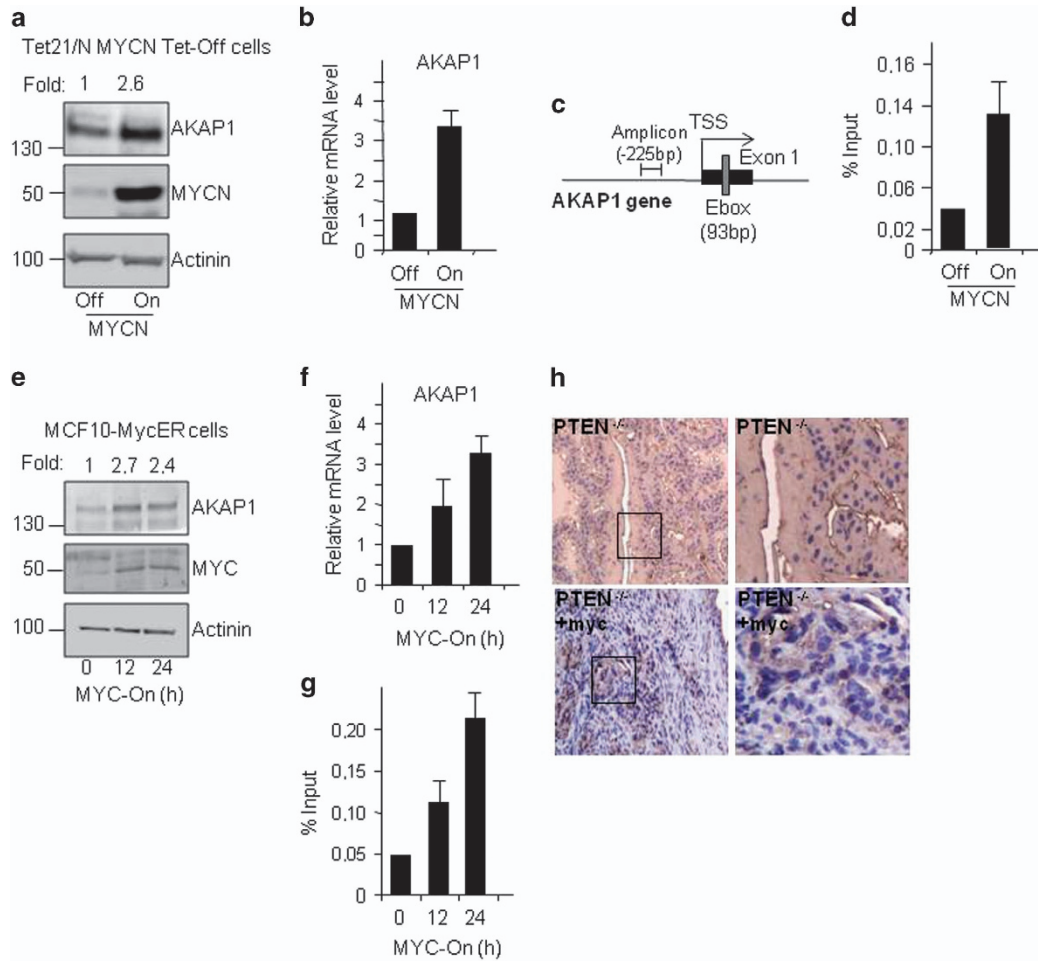 a
Tet21/N MYCN Tet-Off cells
Fold: 1 2.6
AKAP1
130
MYCN
50
Actinin
100
Off On
MYCN
b
AKAP1
Relative mRNA level
4
3
2
1
0
Off On
MYCN
c
TSS
Amplicon
(-225bp)
Exon 1
AKAP1 gene
Ebox
(93bp)
d
% Input
0.16
0.14
0.06
0.02
0
Off On
MYCN
e
MCF10-MycER cells
Fold: 1 2.7 2.4
AKAP1
130
MYC
50
Actinin
100
0 12 24
MYC-On (h)
f
AKAP1
Relative mRNA level
4
3
2
1
0
0 12 24
MYC-On (h)
g
% Input
0,20
0,15
0.10
0.05
0
0 12 24
MYC-On (h)
h
PTEN -/-
PTEN -/-
PTEN -/-
+myc
PTEN -/-
+myc